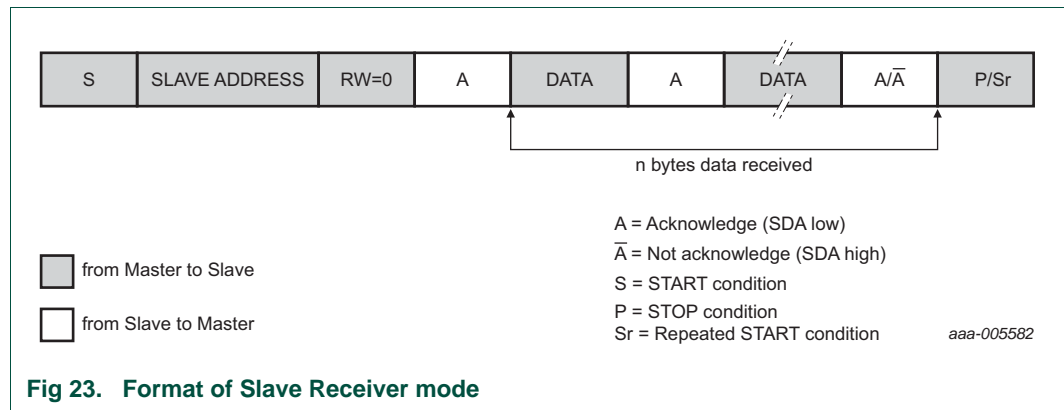 S SLAVE ADDRESS RW=0 A DATA A DATA A/A̅ P/Sr
n bytes data received
A = Acknowledge (SDA low)
A̅ = Not acknowledge (SDA high)
from Master to Slave
S = START condition
P = STOP condition
from Slave to Master
Sr = Repeated START condition
aaa-005582
Fig 23. Format of Slave Receiver mode